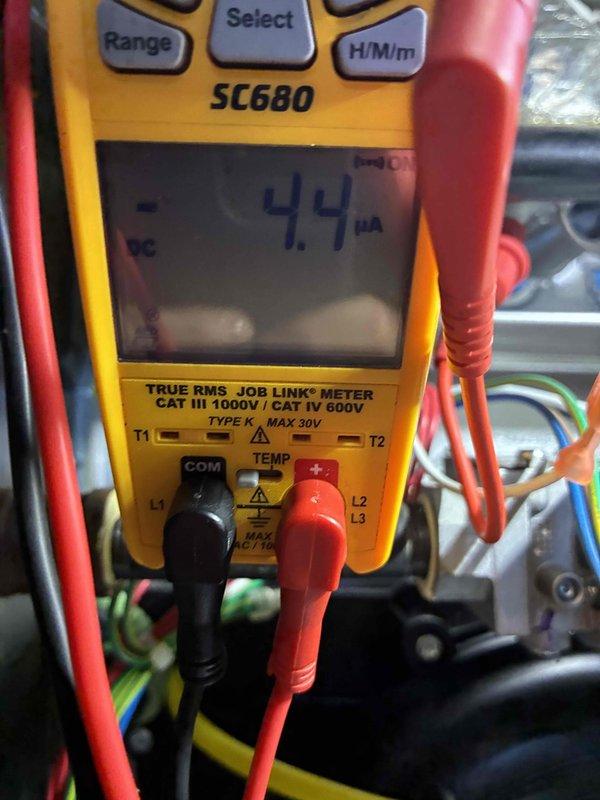 Select
Range
H/M/m
SC680
- 4.4 µA
DC
TRUE RMS JOB LINK® METER
CAT III 1000V / CAT IV 600V
TYPE K MAX 30V
T1
T2
TEMP
COM
+
L1
L2
L3
MAX